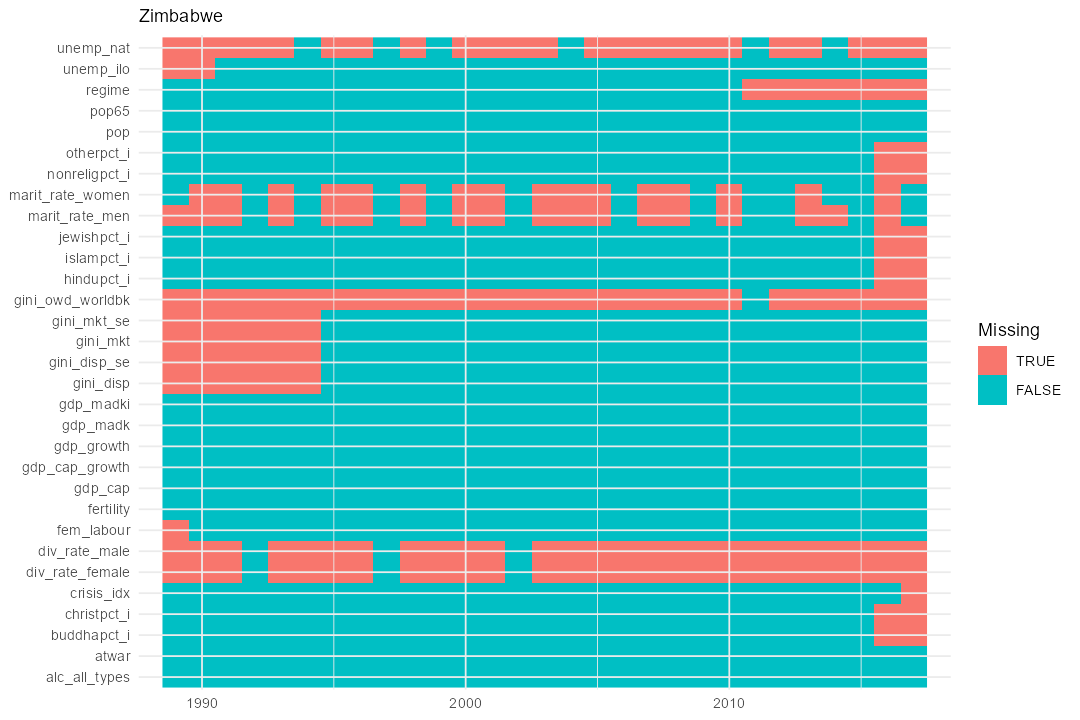 Zimbabwe
unemp_nat
unemp_ilo
regime
pop65
pop
otherpct_i
nonreligpct_i
marit_rate_women
marit_rate_men
jewishpct_i
islampct_i
hindupct_i
gini_owd_worldbk
gini_mkt_se
gini_mkt
gini_disp_se
gini_disp
gdp_madki
gdp_madk
gdp_growth
gdp_cap_growth
gdp_cap
fertility
fem_labour
div_rate_male
div_rate_female
crisis_idx
christpct_i
buddhapct_i
atwar
alc_all_types
1990 2000 2010
Missing
TRUE
FALSE